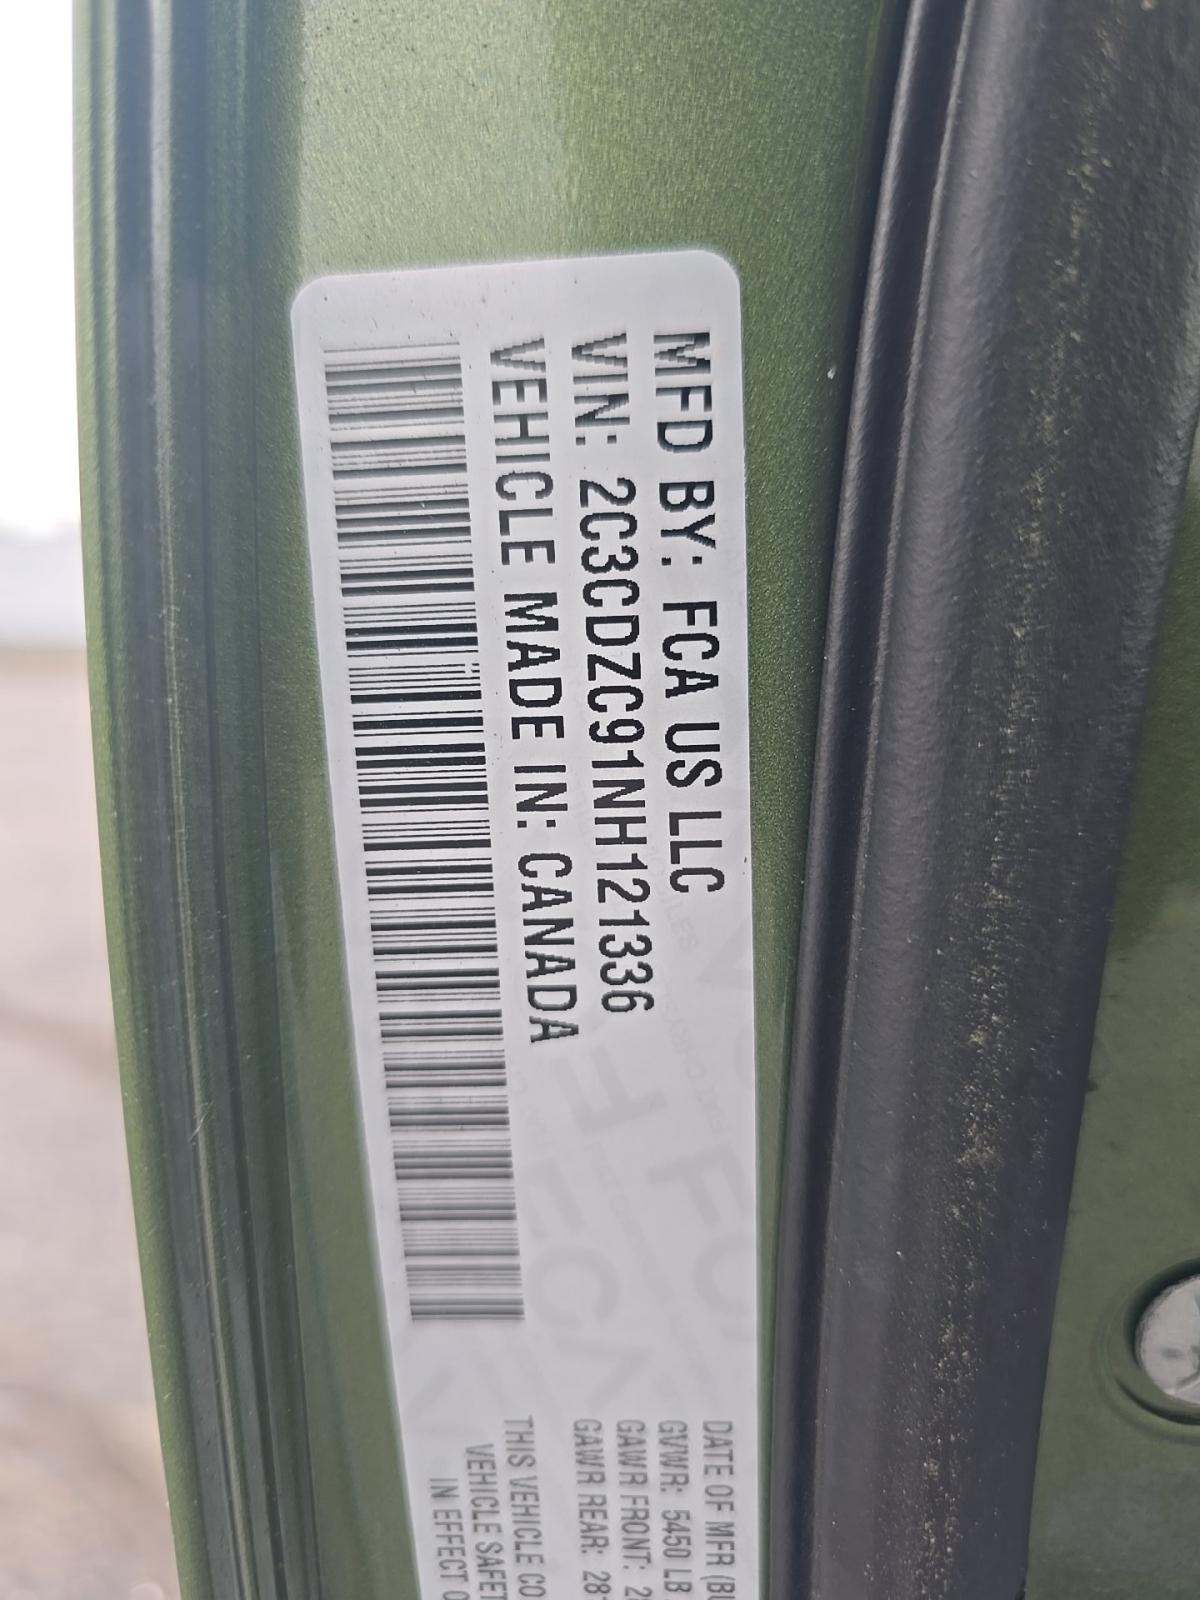 MFD BY: FCA US LLC
VIN: 2C3CDZC91NH121336
VEHICLE MADE IN: CANADA
DATE OF MFR
GVWR: 5450 LB
GAWR FRONT:
GAWR REAR:
THIS VEHICLE
VEHICLE
IN EFFECT